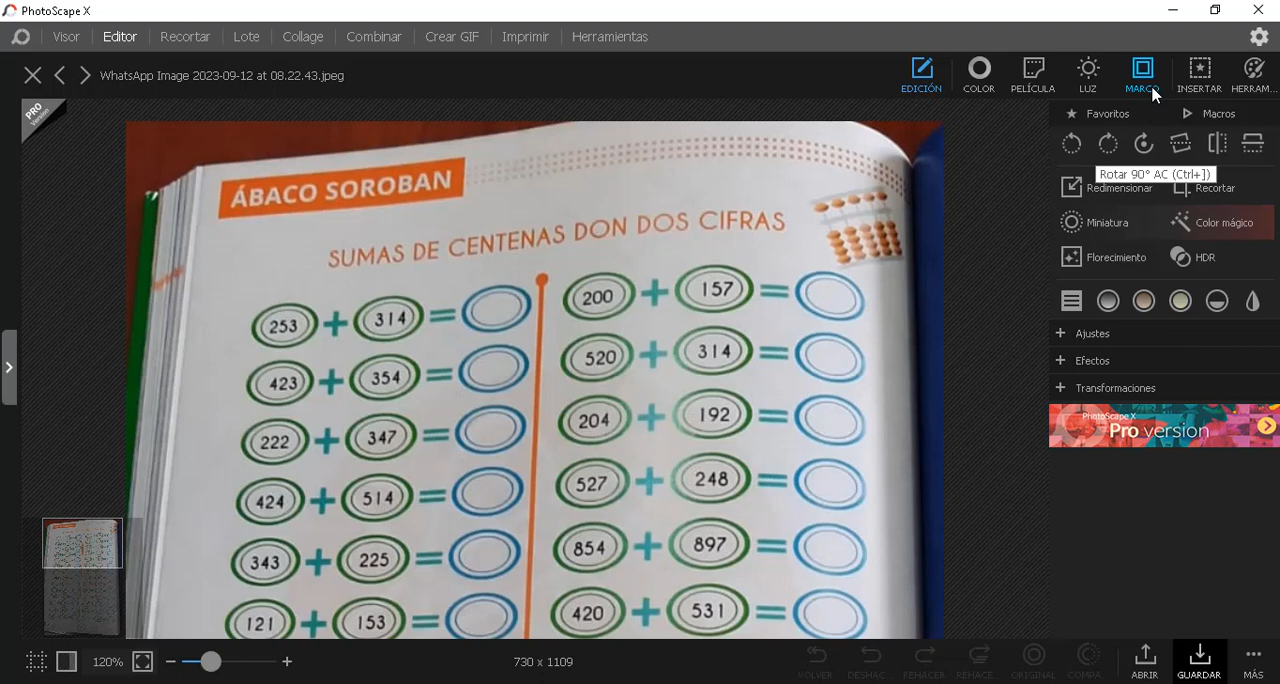 PhotoScape X
Visor Editor Recortar Lote Collage Combinar Crear GIF Imprimir Herramientas
WhatsApp Image 2023-09-12 at 08.22.43.jpeg
EDICIÓN COLOR PELÍCULA LUZ MARCO INSERTAR HERRAM...
PRO
Version
Favoritos Macros
Rotar 90° AC (Ctrl+])
Redimensionar Recortar
Miniatura Color mágico
Florecimiento HDR
+ Ajustes
+ Efectos
+ Transformaciones
PhotoScape X
Pro version
ÁBACO SOROBAN
SUMAS DE CENTENAS DON DOS CIFRAS
253 + 314 =
423 + 354 =
222 + 347 =
424 + 514 =
343 + 225 =
121 + 153 =
200 + 157 =
520 + 314 =
204 + 192 =
527 + 248 =
854 + 897 =
420 + 531 =
120% 730 x 1109
VOLVER DESHAC... REHACER REHACE... ORIGINAL COMPA... ABRIR GUARDAR MÁS